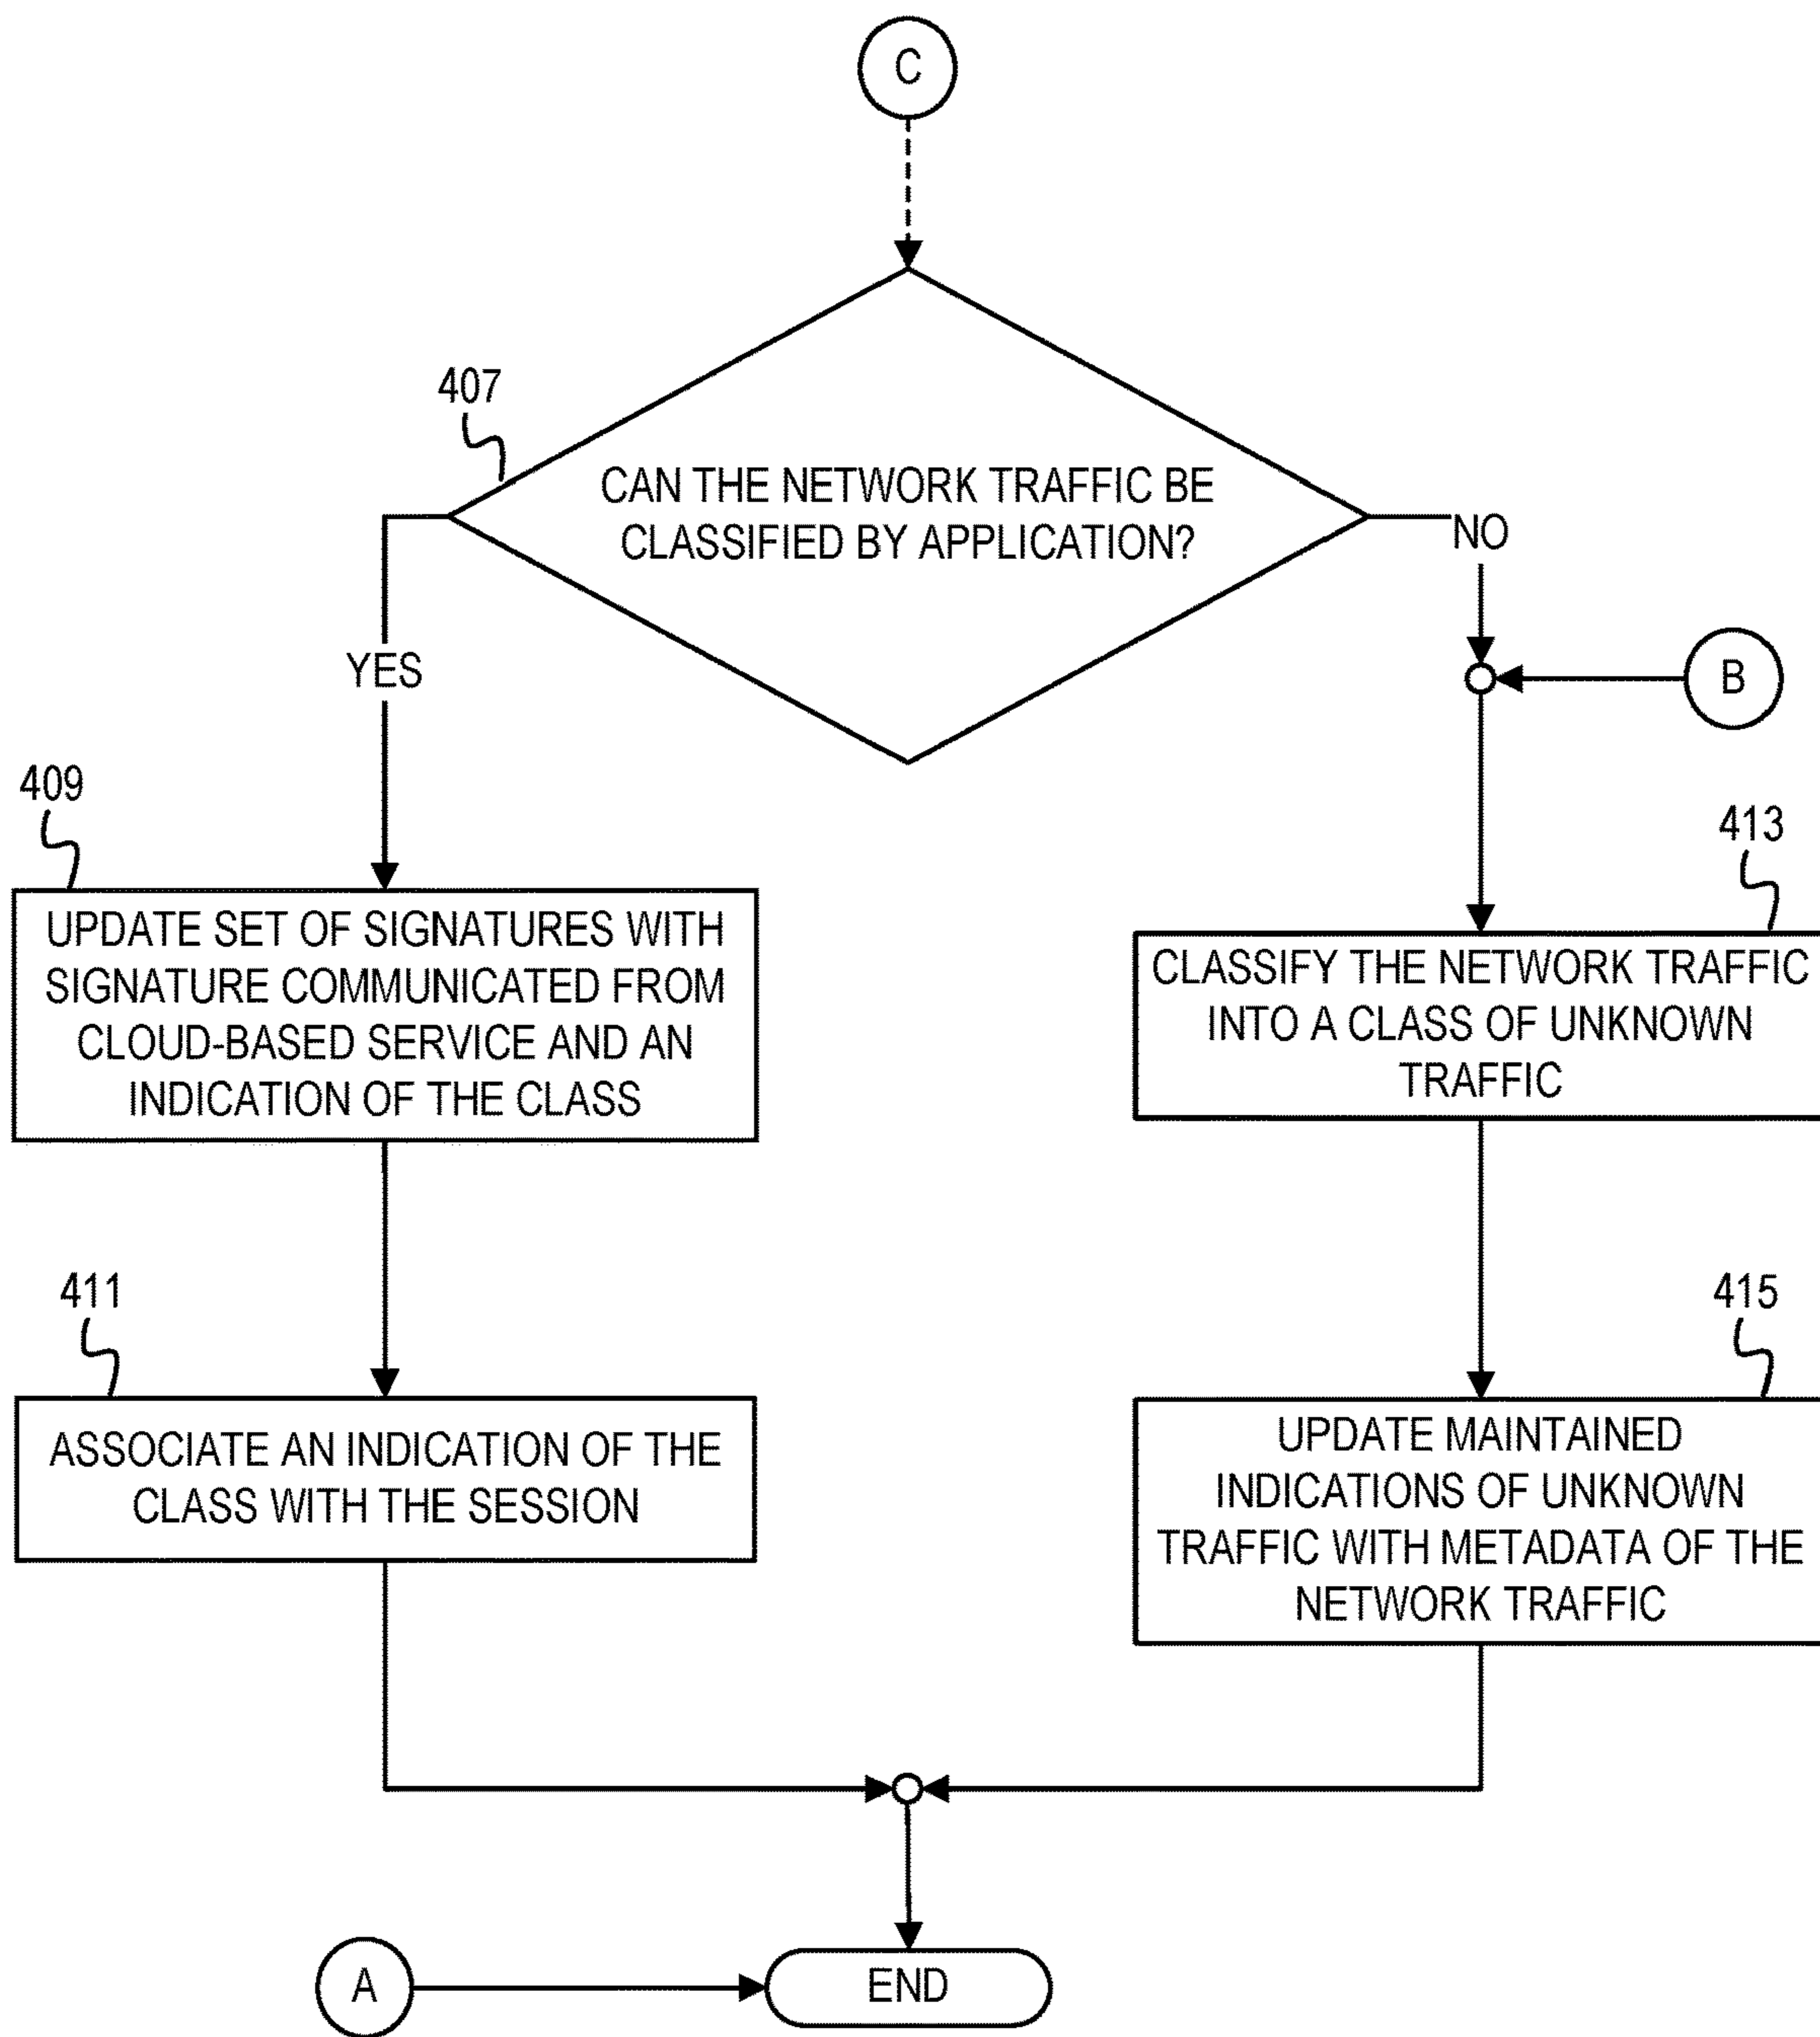 C
407
CAN THE NETWORK TRAFFIC BE
CLASSIFIED BY APPLICATION?
NO
YES
B
409
UPDATE SET OF SIGNATURES WITH
SIGNATURE COMMUNICATED FROM
CLOUD-BASED SERVICE AND AN
INDICATION OF THE CLASS
413
CLASSIFY THE NETWORK TRAFFIC
INTO A CLASS OF UNKNOWN
TRAFFIC
411
ASSOCIATE AN INDICATION OF THE
CLASS WITH THE SESSION
415
UPDATE MAINTAINED
INDICATIONS OF UNKNOWN
TRAFFIC WITH METADATA OF THE
NETWORK TRAFFIC
A
END